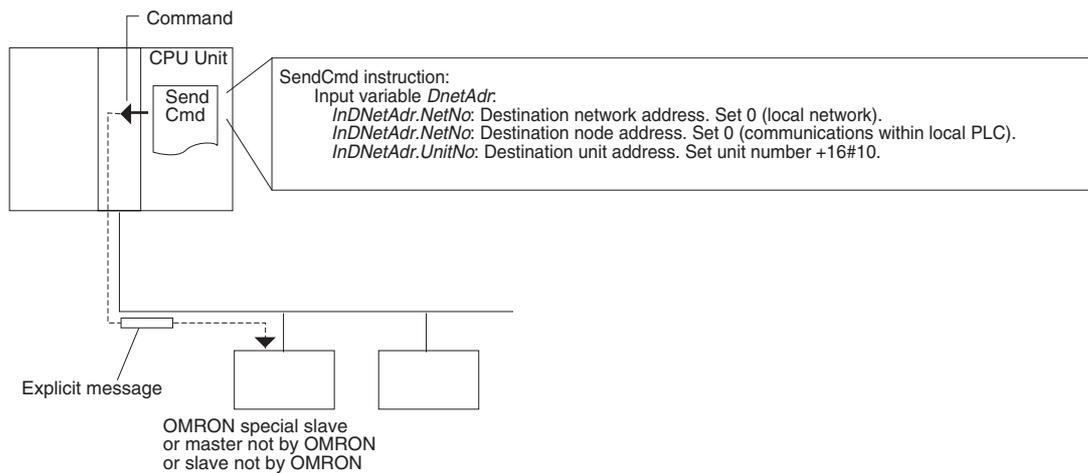 Command
CPU Unit
Send
Cmd
SendCmd instruction:
Input variable DnetAdr:
InDNetAdr.NetNo: Destination network address. Set 0 (local network).
InDNetAdr.NetNo: Destination node address. Set 0 (communications within local PLC).
InDNetAdr.UnitNo: Destination unit address. Set unit number +16#10.
Explicit message
OMRON special slave
or master not by OMRON
or slave not by OMRON